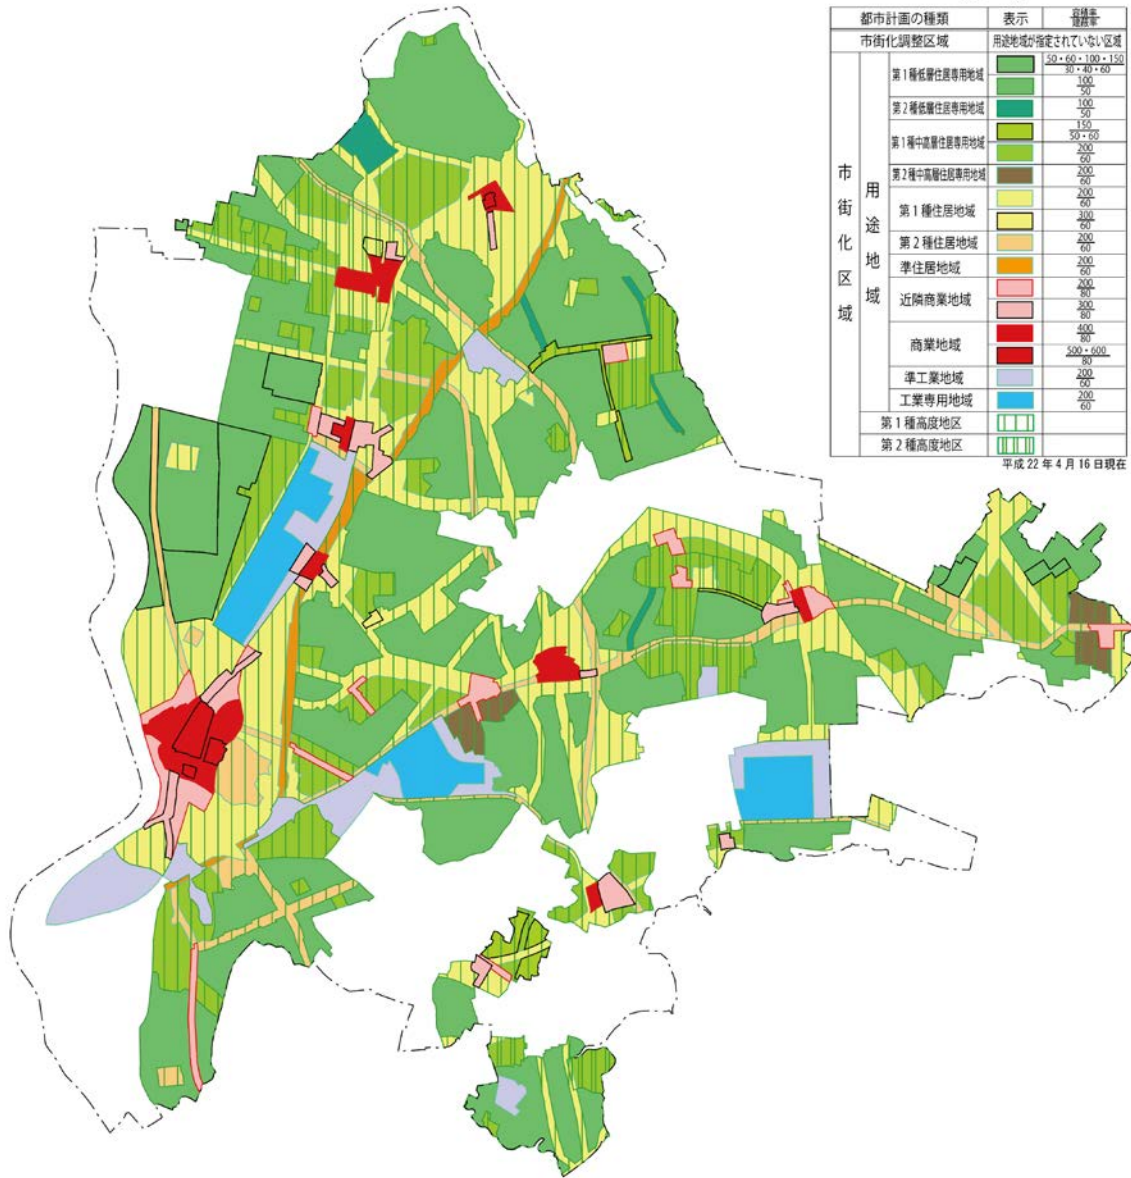 都市計画の種類 表示 容積率 建蔽率
市街化調整区域 用途地域が指定されていない区域
市街化区域
用途地域
第1種低層住居専用地域 50・60・100・150 30・40・60
100 50
第2種低層住居専用地域 100 50
第1種中高層住居専用地域 150 50・60
200 60
第2種中高層住居専用地域 200 60
第1種住居地域 200 60
300 60
第2種住居地域 200 60
準住居地域 200 60
近隣商業地域 200 80
300 80
商業地域 400 80
500・600 80
準工業地域 200 60
工業専用地域 200 60
第1種高度地区
第2種高度地区
平成22年4月16日現在